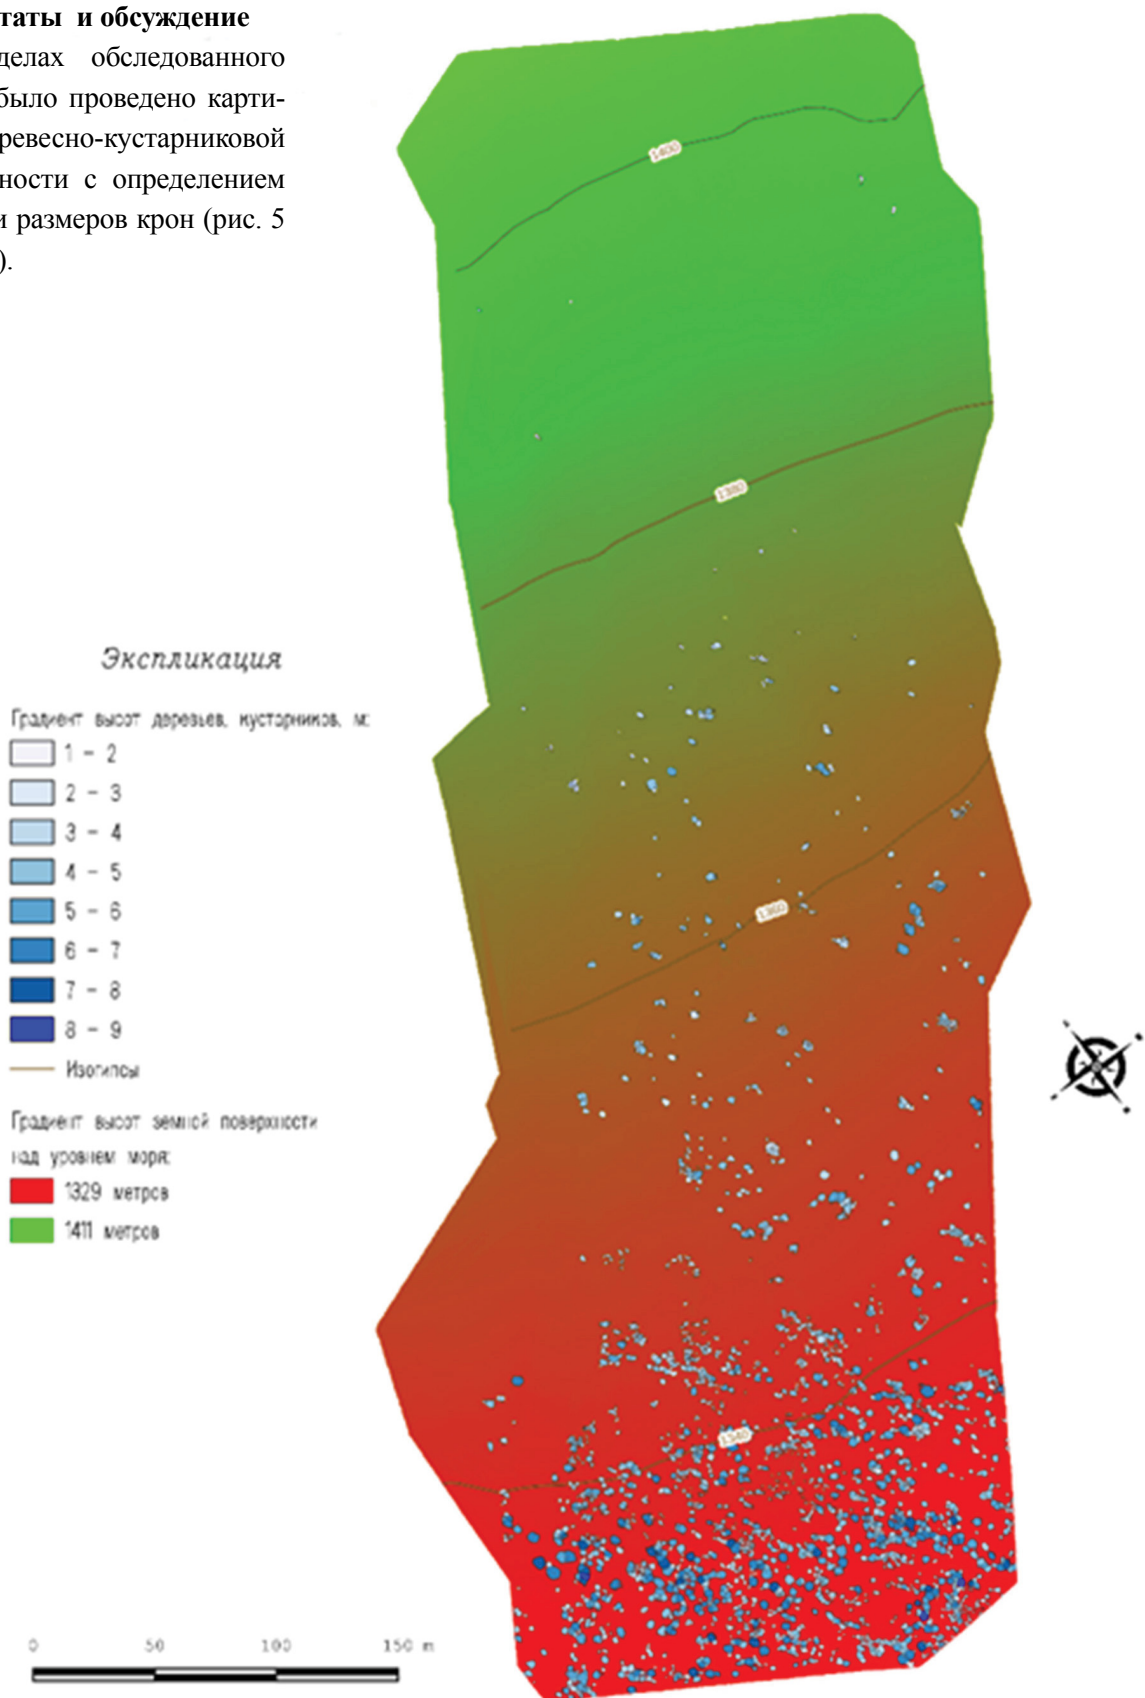 таты и обсуждение
делах обследованного
было проведено карти-
ревесно-кустарниковой
ности с определением
и размеров крон (рис. 5
).
1400
1380
Экспликация
Градиент высот деревьев, кустарников, м:
1 - 2
2 - 3
3 - 4
4 - 5
5 - 6
6 - 7
7 - 8
8 - 9
Изогипсы
1360
Градиент высот земной поверхности
над уровнем моря:
1329 метров
1411 метров
1340
0 50 100 150 m